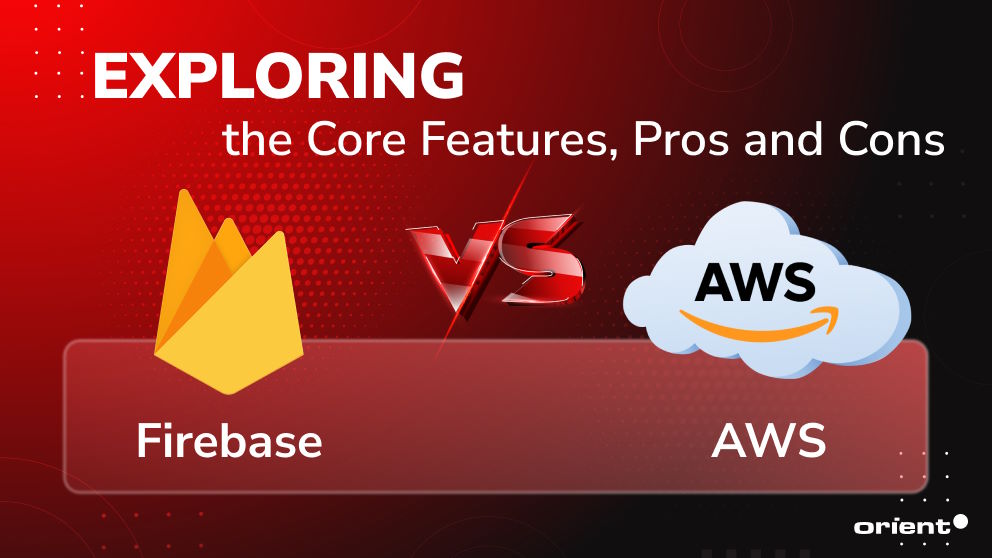 EXPLORING
the Core Features, Pros and Cons
VS
AWS
Firebase
AWS
orient